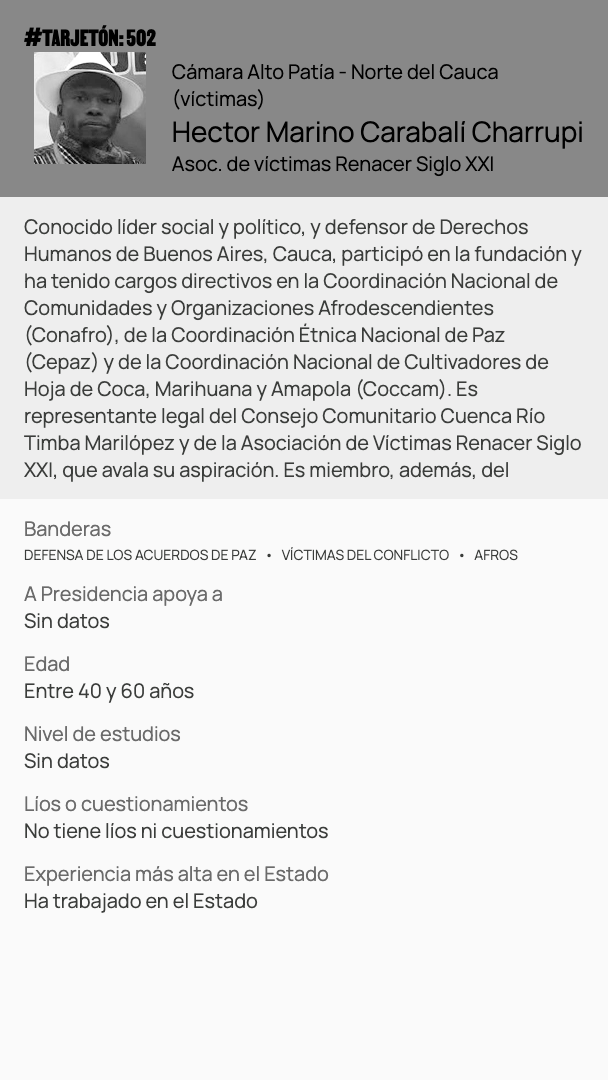 #TARJETÓN: 502
Cámara Alto Patía - Norte del Cauca
(víctimas)
Hector Marino Carabalí Charrupi
Asoc. de víctimas Renacer Siglo XXI
Conocido líder social y político, y defensor de Derechos
Humanos de Buenos Aires, Cauca, participó en la fundación y
ha tenido cargos directivos en la Coordinación Nacional de
Comunidades y Organizaciones Afrodescendientes
(Conafro), de la Coordinación Étnica Nacional de Paz
(Cepaz) y de la Coordinación Nacional de Cultivadores de
Hoja de Coca, Marihuana y Amapola (Coccam). Es
representante legal del Consejo Comunitario Cuenca Río
Timba Marilópez y de la Asociación de Víctimas Renacer Siglo
XXI, que avala su aspiración. Es miembro, además, del
Banderas
DEFENSA DE LOS ACUERDOS DE PAZ • VÍCTIMAS DEL CONFLICTO • AFROS
A Presidencia apoya a
Sin datos
Edad
Entre 40 y 60 años
Nivel de estudios
Sin datos
Líos o cuestionamientos
No tiene líos ni cuestionamientos
Experiencia más alta en el Estado
Ha trabajado en el Estado